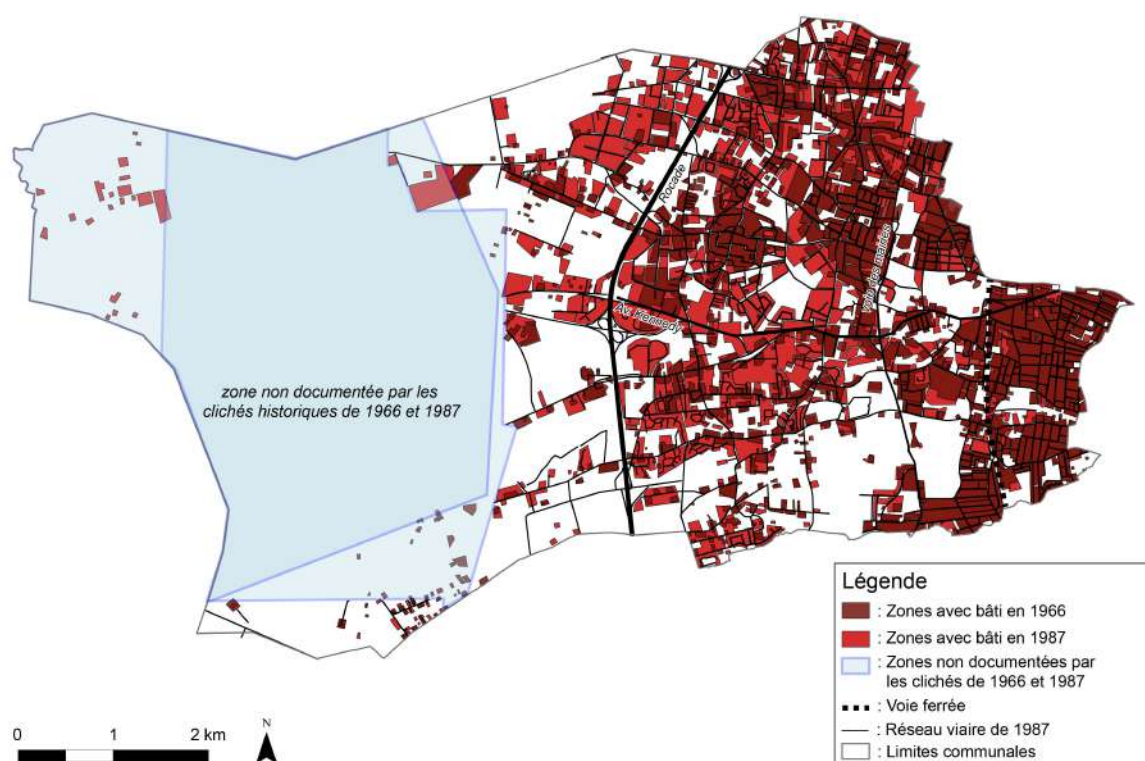 Rocade
voie des mairies
Av. Kennedy
zone non documentée par les
clichés historiques de 1966 et 1987
Légende
: Zones avec bâti en 1966
: Zones avec bâti en 1987
: Zones non documentées par
les clichés de 1966 et 1987
: Voie ferrée
: Réseau viaire de 1987
: Limites communales
0 1 2 km
N